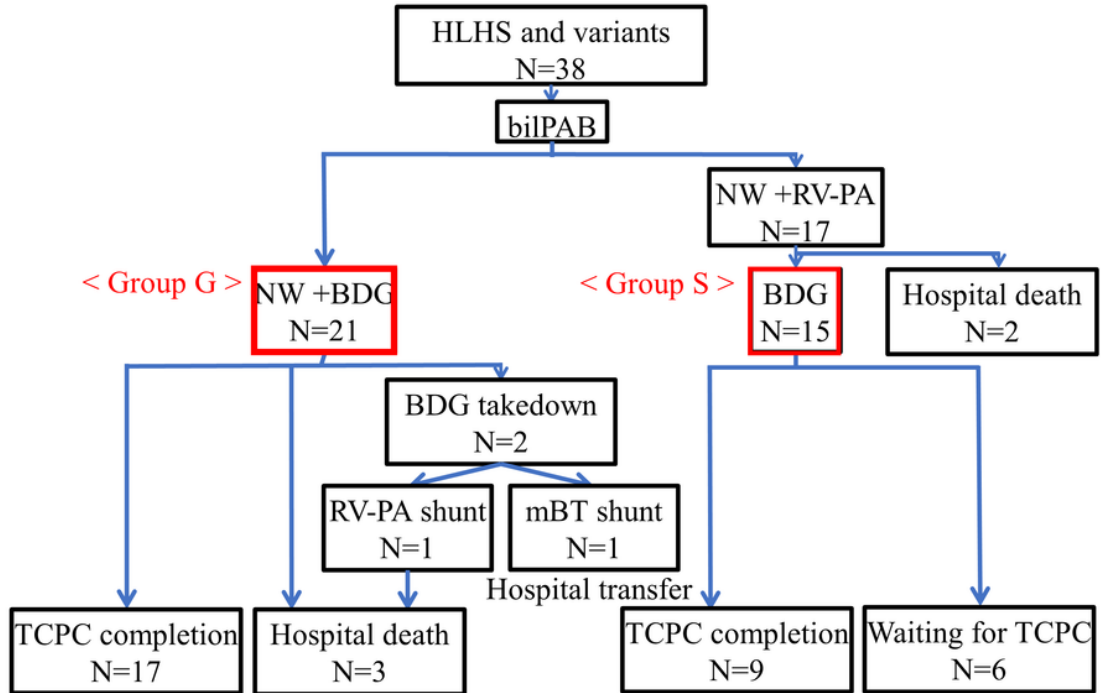 HLHS and variants
N=38
bilPAB
NW +RV-PA
N=17
< Group G >
NW +BDG
N=21
< Group S >
BDG
N=15
Hospital death
N=2
BDG takedown
N=2
RV-PA shunt
N=1
mBT shunt
N=1
Hospital transfer
TCPC completion
N=17
Hospital death
N=3
TCPC completion
N=9
Waiting for TCPC
N=6